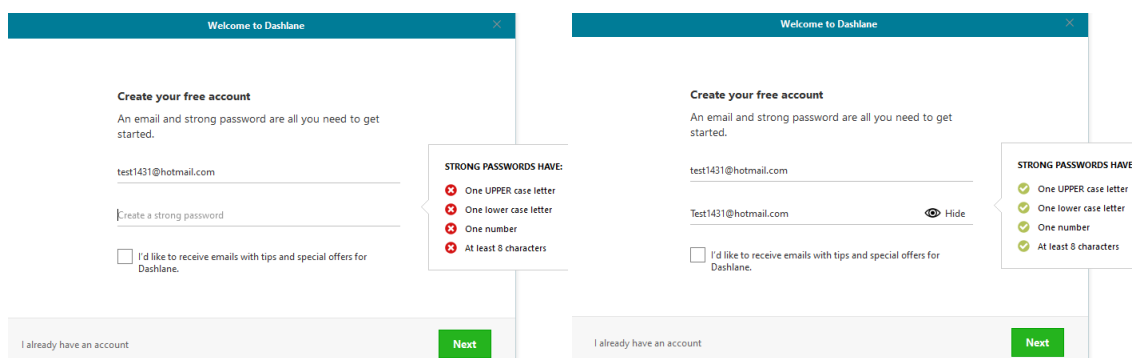 Welcome to Dashlane
Create your free account
An email and strong password are all you need to get
started.
test1431@hotmail.com
Create a strong password
I'd like to receive emails with tips and special offers for
Dashlane.
STRONG PASSWORDS HAVE:
One UPPER case letter
One lower case letter
One number
At least 8 characters
I already have an account
Next
Welcome to Dashlane
Create your free account
An email and strong password are all you need to get
started.
test1431@hotmail.com
Test1431@hotmail.com
Hide
I'd like to receive emails with tips and special offers for
Dashlane.
STRONG PASSWORDS HAVE
One UPPER case letter
One lower case letter
One number
At least 8 characters
I already have an account
Next